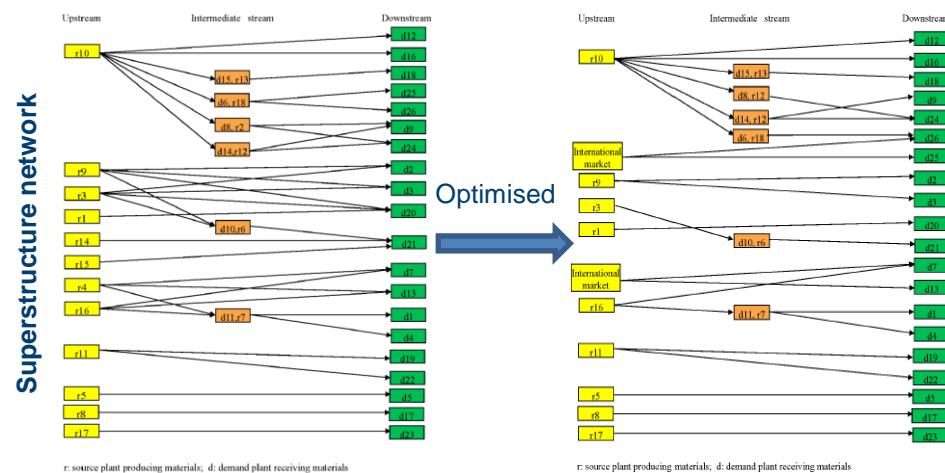 Superstructure network
Upstream
Intermediate stream
Downstream
r10
r9
r3
r1
r14
r15
r4
r16
r11
r5
r8
r17
d15, r13
d6, r18
d8, r2
d14,r12
d10,r6
d11,r7
d12
d16
d18
d25
d26
d9
d24
d2
d3
d20
d21
d7
d13
d1
d4
d19
d22
d5
d17
d23
r: source plant producing materials; d: demand plant receiving materials
Optimised
Upstream
Intermediate stream
Downstream
r10
International
market
r9
r3
r1
International
market
r16
r11
r5
r8
r17
d15, r13
d8, r12
d14, r12
d6, r18
d10, r6
d11, r7
d12
d16
d18
d9
d24
d26
d25
d2
d3
d20
d21
d7
d13
d1
d4
d19
d22
d5
d17
d23
r: source plant producing materials; d: demand plant receiving materials